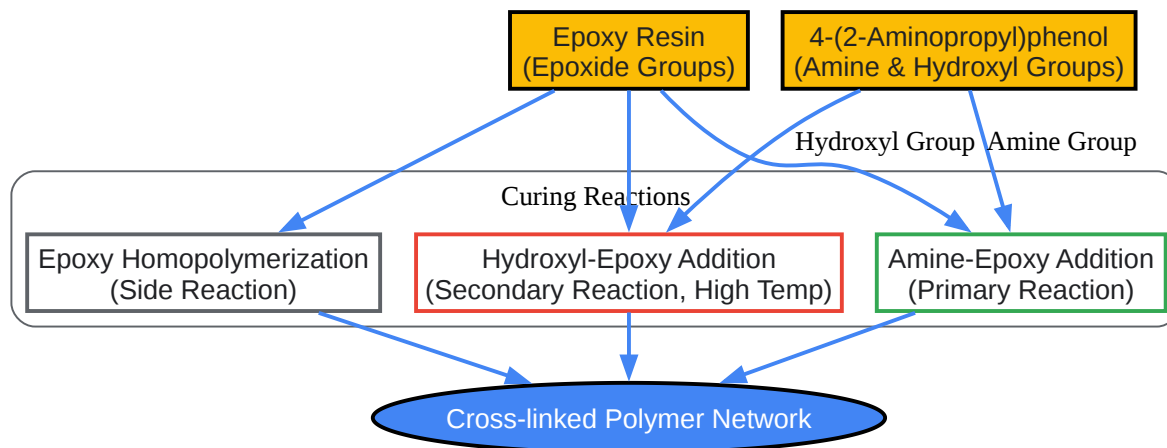 Epoxy Resin
(Epoxide Groups)
4-(2-Aminopropyl)phenol
(Amine & Hydroxyl Groups)
Hydroxyl Group
Amine Group
Curing Reactions
Epoxy Homopolymerization
(Side Reaction)
Hydroxyl-Epoxy Addition
(Secondary Reaction, High Temp)
Amine-Epoxy Addition
(Primary Reaction)
Cross-linked Polymer Network